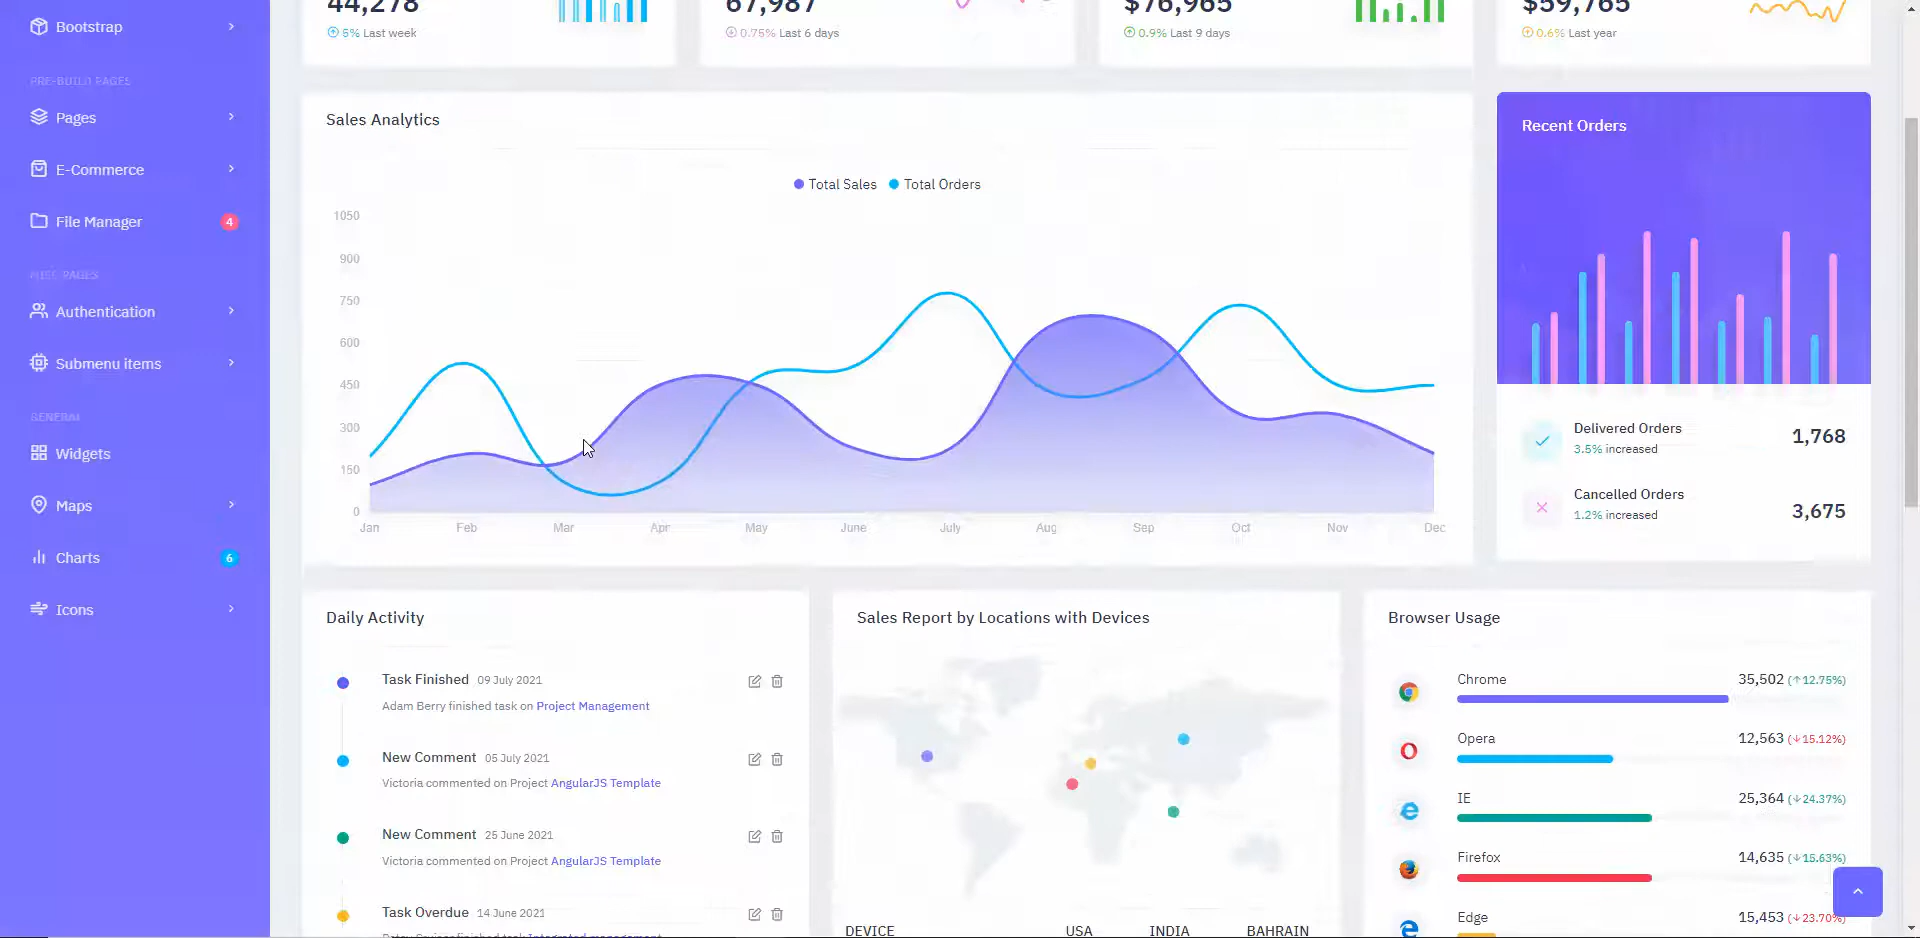 Bootstrap
PRE-BUILD PAGES
Pages
E-Commerce
File Manager 4
MISC PAGES
Authentication
Submenu items
GENERAL
Widgets
Maps
Charts 6
Icons
44,278
5% Last week
67,987
0.75% Last 6 days
$76,965
0.9% Last 9 days
$59,765
0.6% Last year
Sales Analytics
Total Sales Total Orders
1050
900
750
600
450
300
150
0
Jan Feb Mar Apr May June July Aug Sep Oct Nov Dec
Recent Orders
Delivered Orders
3.5% increased
1,768
Cancelled Orders
1.2% increased
3,675
Daily Activity
Task Finished 09 July 2021
Adam Berry finished task on Project Management
New Comment 05 July 2021
Victoria commented on Project AngularJS Template
New Comment 25 June 2021
Victoria commented on Project AngularJS Template
Task Overdue 14 June 2021
Sales Report by Locations with Devices
DEVICE USA INDIA BAHRAIN
Browser Usage
Chrome 35,502 (↑12.75%)
Opera 12,563 (↓15.12%)
IE 25,364 (↓24.37%)
Firefox 14,635 (↓15.63%)
Edge 15,453 (↓23.70%)